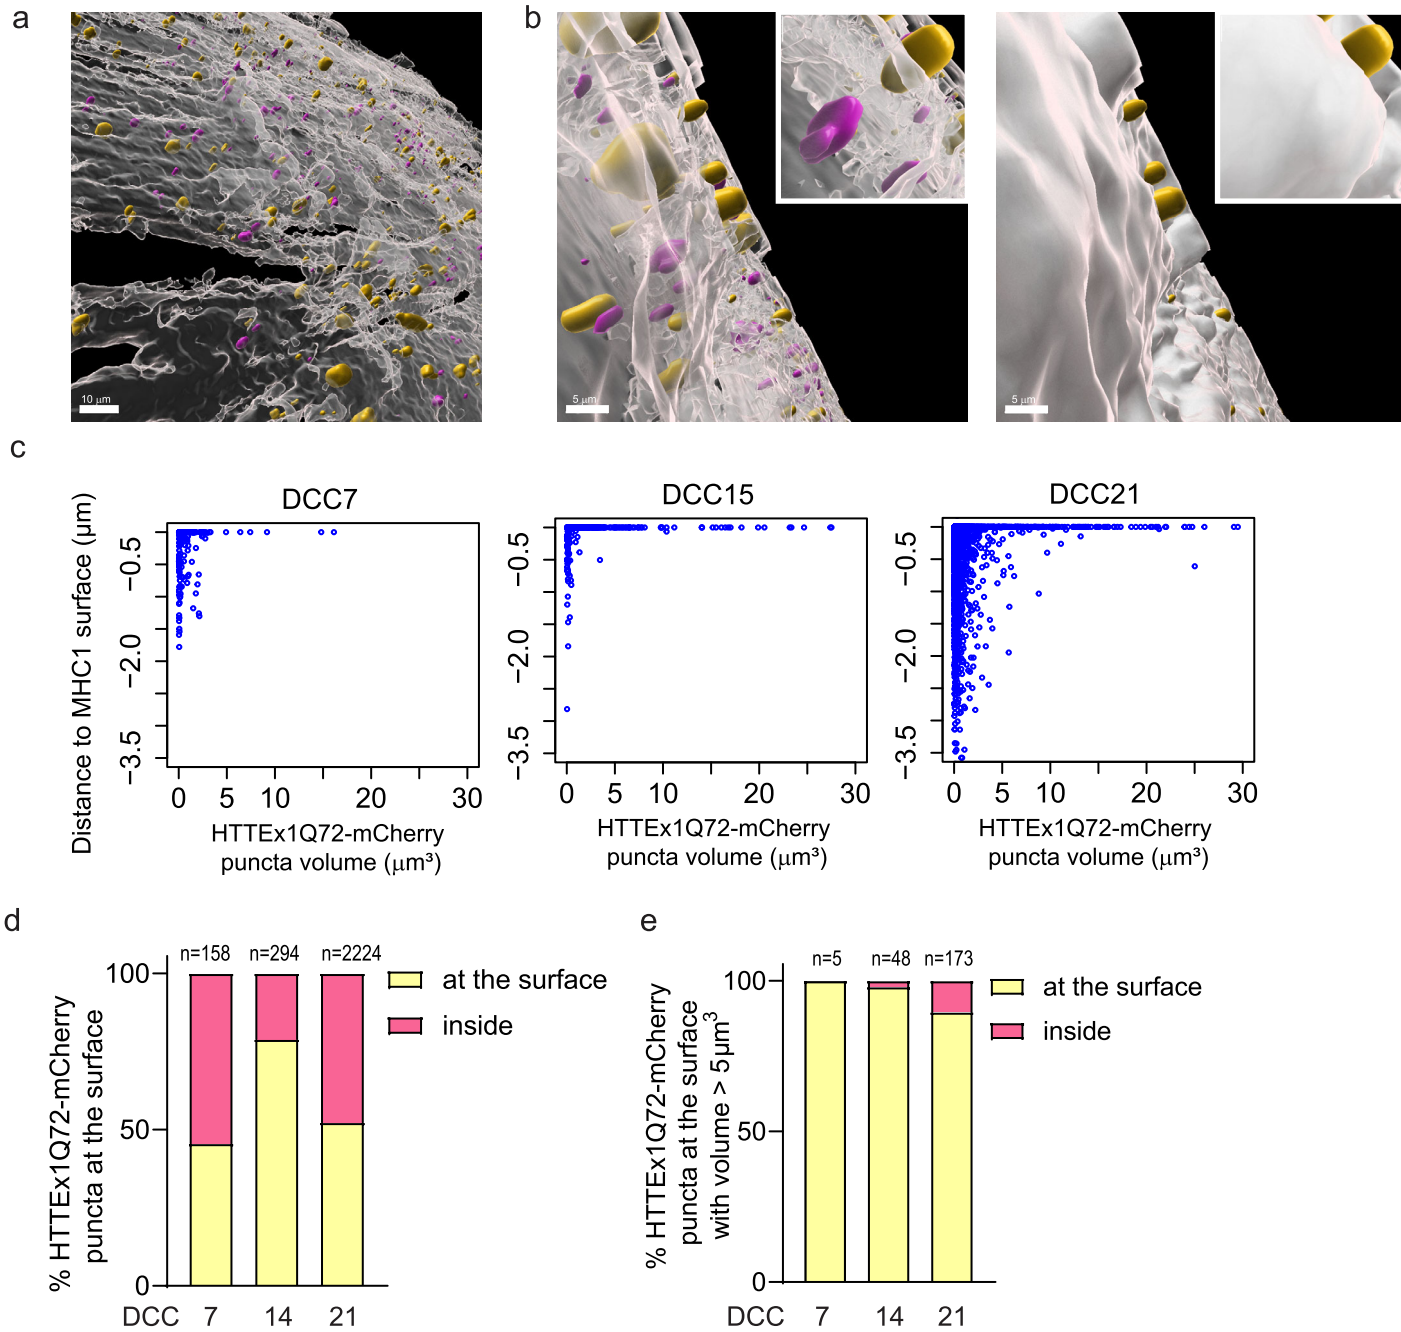 a
b
10 μm
5 μm
5 μm
c
Distance to MHC1 surface (μm)
DCC7
DCC15
DCC21
−0.5
−2.0
−3.5
−0.5
−2.0
−3.5
−0.5
−2.0
−3.5
0 5 10 20 30
0 5 10 20 30
0 5 10 20 30
HTTEx1Q72-mCherry
puncta volume (μm³)
HTTEx1Q72-mCherry
puncta volume (μm³)
HTTEx1Q72-mCherry
puncta volume (μm³)
d
% HTTEx1Q72-mCherry
puncta at the surface
n=158 n=294 n=2224
100
50
0
at the surface
inside
DCC 7 14 21
e
% HTTEx1Q72-mCherry
puncta at the surface
with volume > 5μm³
n=5 n=48 n=173
100
50
0
at the surface
inside
DCC 7 14 21